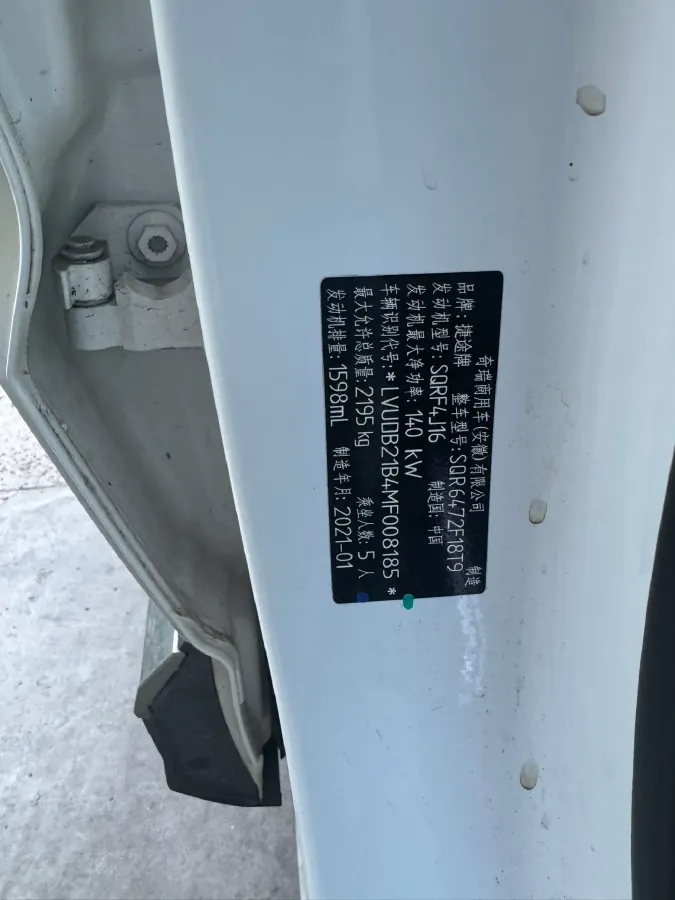 奇瑞商用车(安徽)有限公司 制造
品牌:捷途牌 整车型号:SQR6472F18T9
发动机型号:SQRF4J16 制造国:中国
发动机最大净功率:140 kW
车辆识别代号:*LVUDB21B4MF008185*
最大允许总质量:2195 kg 乘坐人数:5 人
发动机排量:1598mL 制造年月:2021-01